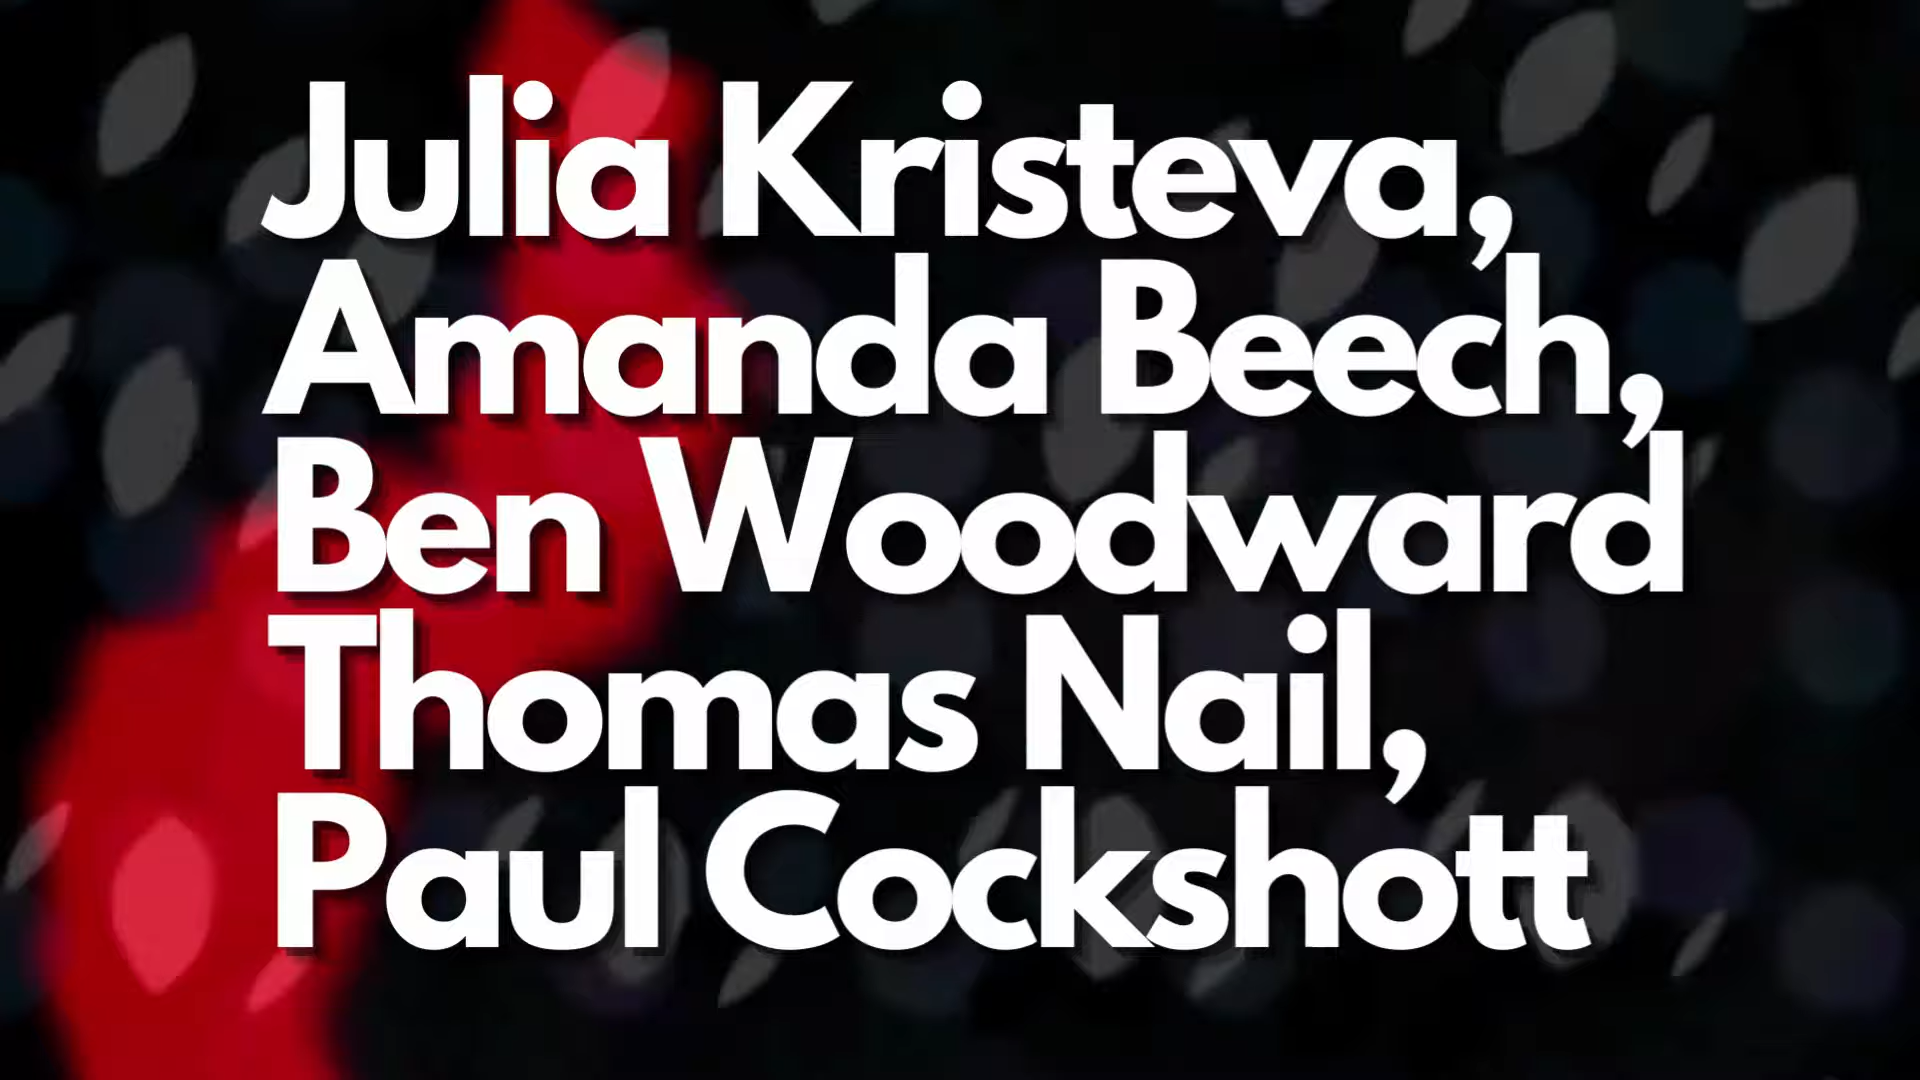 Julia Kristeva,
Amanda Beech,
Ben Woodward
Thomas Nail,
Paul Cockshott